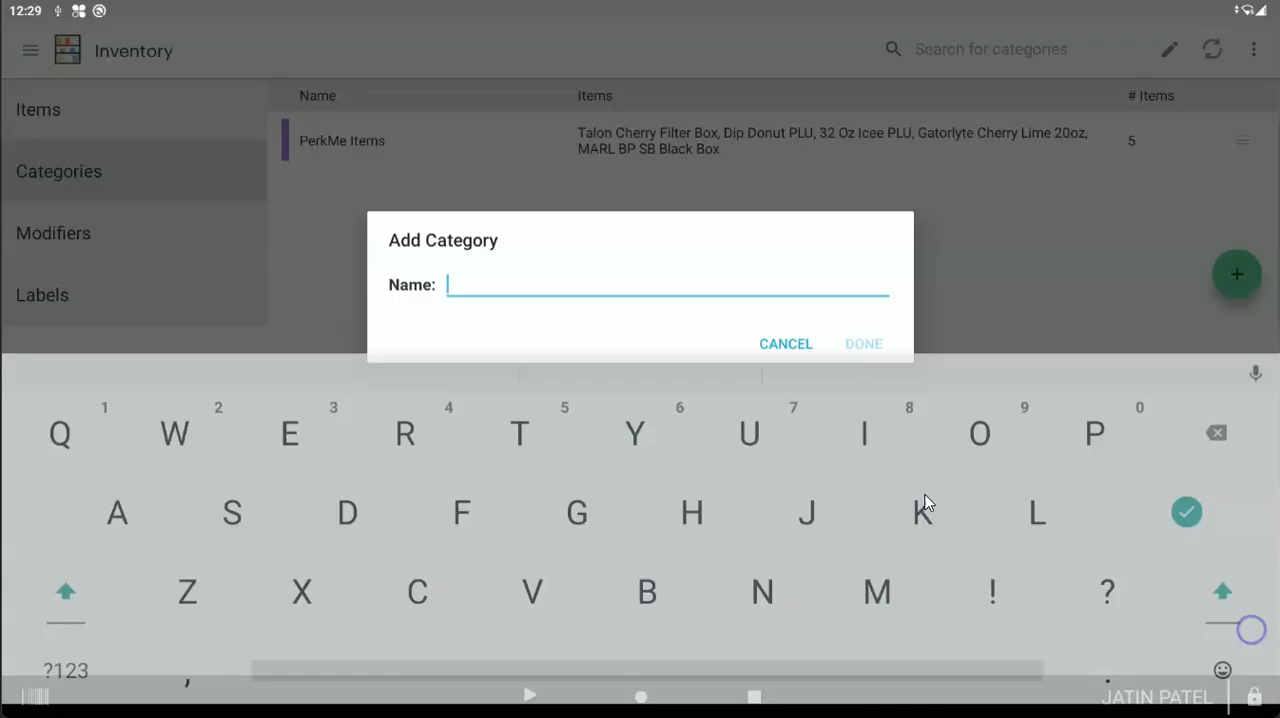 12:29
Inventory
Search for categories
Items
Categories
Modifiers
Labels
Name Items # Items
PerkMe Items
Talon Cherry Filter Box, Dip Donut PLU, 32 Oz Icee PLU, Gatorlyte Cherry Lime 20oz,
MARL BP SB Black Box
5
Add Category
Name:
CANCEL DONE
1 2 3 4 5 6 7 8 9 0
Q W E R T Y U I O P
A S D F G H J K L
Z X C V B N M ! ?
?123 , .
JATIN PATEL